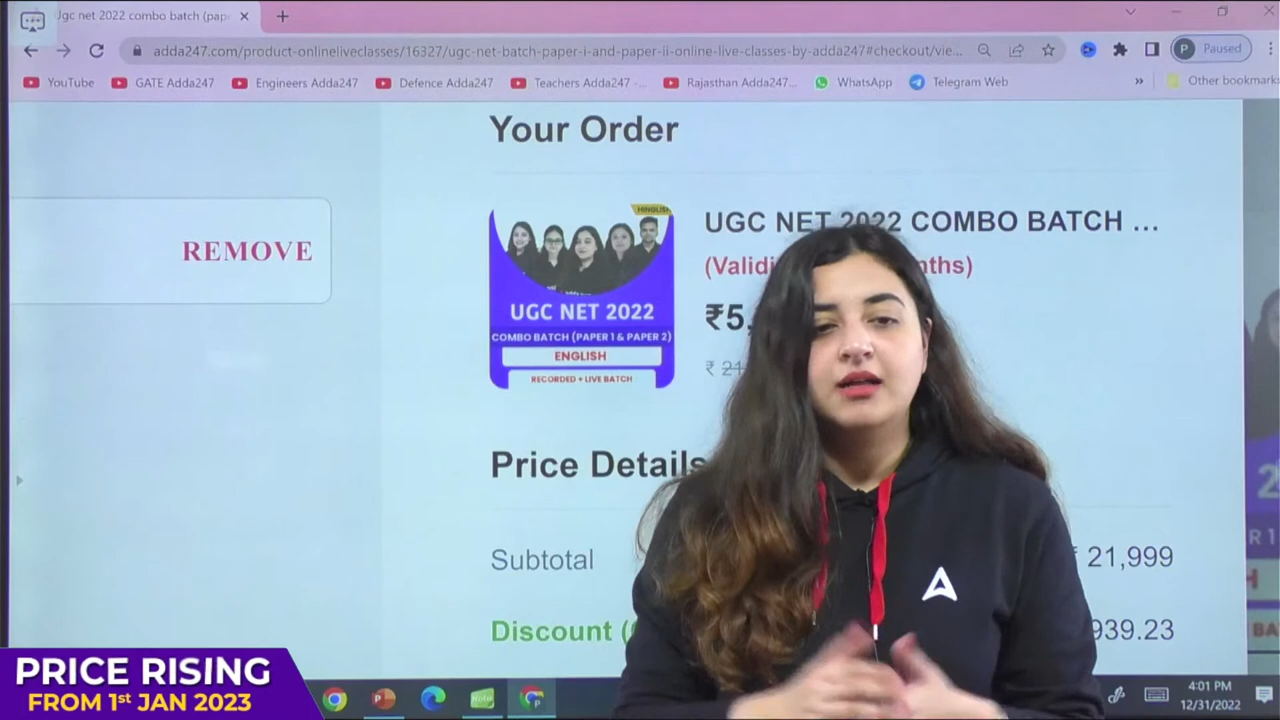 Ugc net 2022 combo batch (pap
adda247.com/product-onlineliveclasses/16327/ugc-net-batch-paper-i-and-paper-ii-online-live-classes-by-adda247#checkout/vie...
P Paused
YouTube GATE Adda247 Engineers Adda247 Defence Adda247 Teachers Adda247 -... Rajasthan Adda247... WhatsApp Telegram Web » Other bookmarks
Your Order
REMOVE
HINGLISH
UGC NET 2022
COMBO BATCH (PAPER 1 & PAPER 2)
ENGLISH
RECORDED + LIVE BATCH
UGC NET 2022 COMBO BATCH ...
(Validi nths)
₹5,
₹ 21
Price Details
Subtotal ₹ 21,999
Discount ( 939.23
PRICE RISING
FROM 1st JAN 2023
4:01 PM
12/31/2022